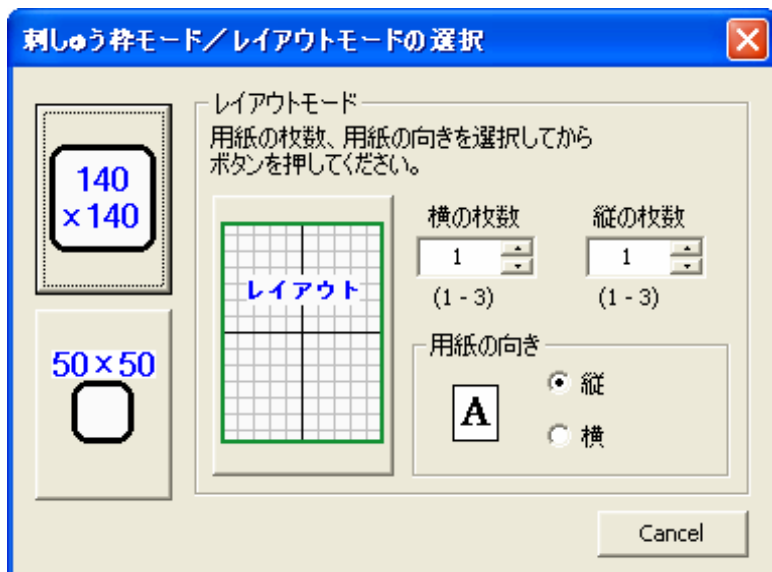 刺しゅう枠モード／レイアウトモードの選択
140
×140
50×50
レイアウトモード
用紙の枚数、用紙の向きを選択してから
ボタンを押してください。
レイアウト
横の枚数
縦の枚数
1
1
(1 - 3)
(1 - 3)
用紙の向き
A
縦
横
Cancel